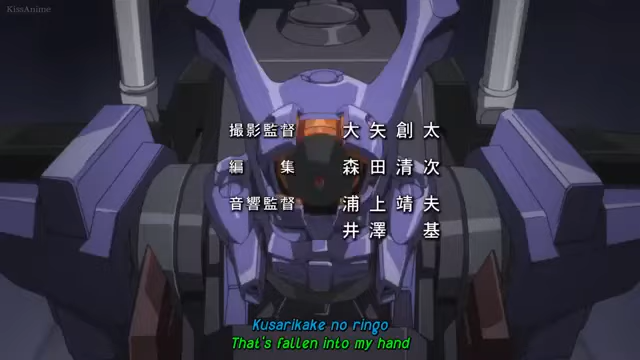 KissAnime
撮影監督 大矢創太
編集 森田清次
音響監督 浦上靖夫
井澤基
Kusarikake no ringo
That's fallen into my hand